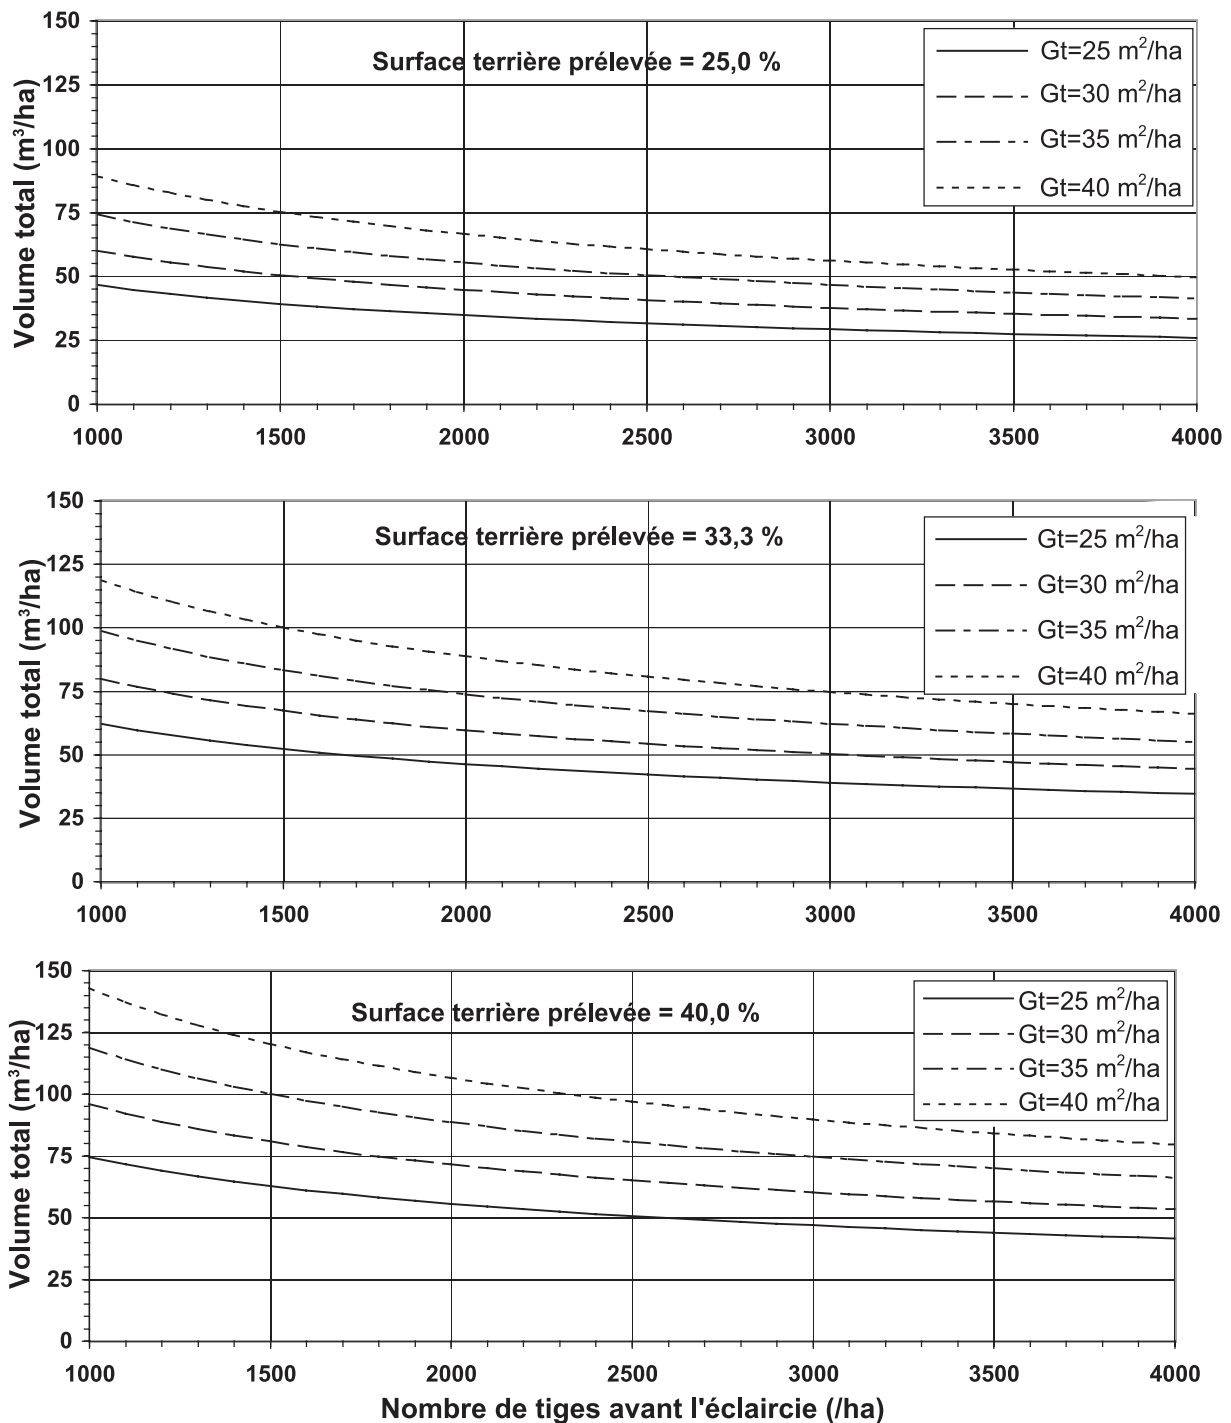 Volume total (m³/ha)
150
125
100
75
50
25
0
Surface terrière prélevée = 25,0 %
Gt=25 m²/ha
Gt=30 m²/ha
Gt=35 m²/ha
Gt=40 m²/ha
1000 1500 2000 2500 3000 3500 4000
Volume total (m³/ha)
150
125
100
75
50
25
0
Surface terrière prélevée = 33,3 %
Gt=25 m²/ha
Gt=30 m²/ha
Gt=35 m²/ha
Gt=40 m²/ha
1000 1500 2000 2500 3000 3500 4000
Volume total (m³/ha)
150
125
100
75
50
25
0
Surface terrière prélevée = 40,0 %
Gt=25 m²/ha
Gt=30 m²/ha
Gt=35 m²/ha
Gt=40 m²/ha
1000 1500 2000 2500 3000 3500 4000
Nombre de tiges avant l'éclaircie (/ha)